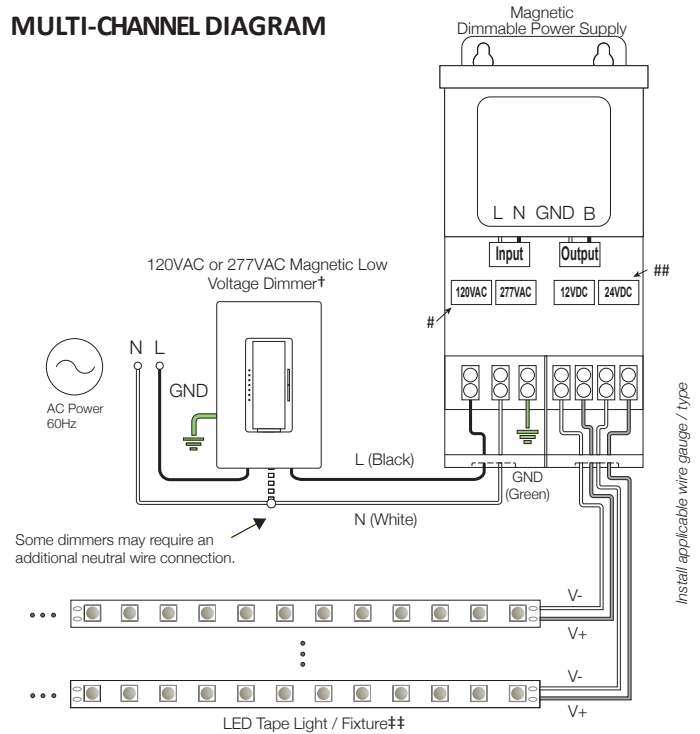 MULTI-CHANNEL DIAGRAM
Magnetic
Dimmable Power Supply
L N GND B
Input
Output
120VAC
277VAC
12VDC
24VDC
#
##
120VAC or 277VAC Magnetic Low
Voltage Dimmer†
N
L
GND
AC Power
60Hz
L (Black)
GND
(Green)
N (White)
Some dimmers may require an
additional neutral wire connection.
Install applicable wire gauge / type
V-
V+
V-
V+
LED Tape Light / Fixture‡‡